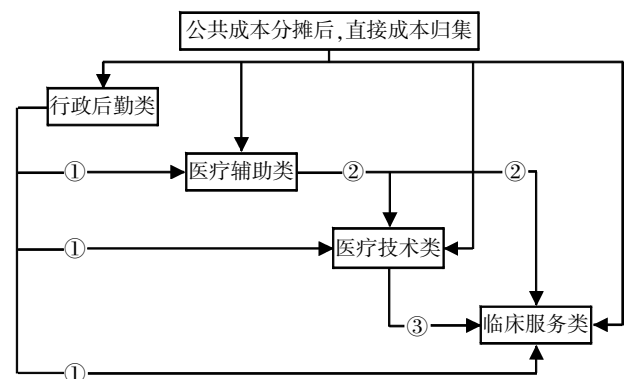 公共成本分摊后,直接成本归集
行政后勤类
① 医疗辅助类 ② ②
① 医疗技术类
③ 临床服务类
①